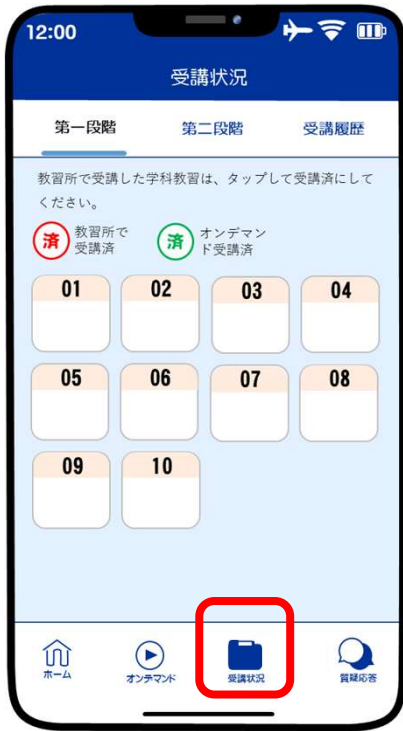 12:00
受講状況
第一段階 第二段階 受講履歴
教習所で受講した学科教習は、タップして受講済にして
ください。
済 教習所で
受講済
済 オンデマン
ド受講済
01 02 03 04
05 06 07 08
09 10
ホーム オンデマンド 受講状況 質疑応答